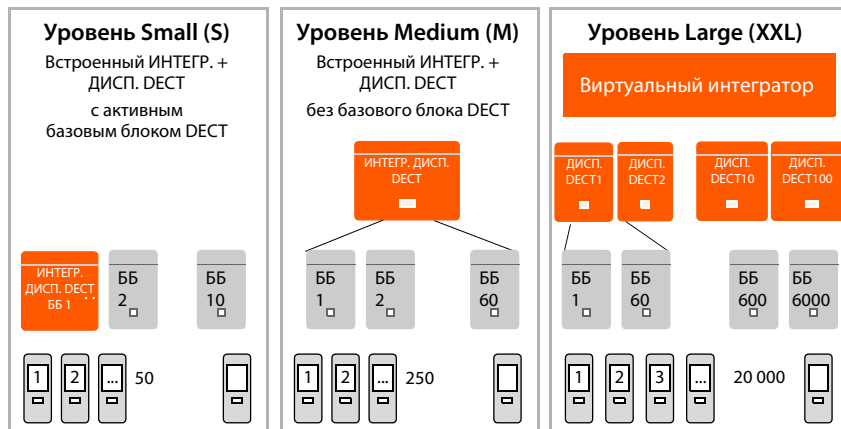 Уровень Small (S)
Встроенный ИНТЕГР. +
ДИСП. DECT
с активным
базовым блоком DECT
ИНТЕГР.
ДИСП. DECT
ББ 1
ББ
2
ББ
10
1
2
...
50
Уровень Medium (M)
Встроенный ИНТЕГР. +
ДИСП. DECT
без базового блока DECT
ИНТЕГР. ДИСП.
DECT
ББ
1
ББ
2
ББ
60
1
2
...
250
Уровень Large (XXL)
Виртуальный интегратор
ДИСП.
DECT1
ДИСП.
DECT2
ДИСП.
DECT10
ДИСП.
DECT100
ББ
1
ББ
60
ББ
600
ББ
6000
1
2
3
...
20 000